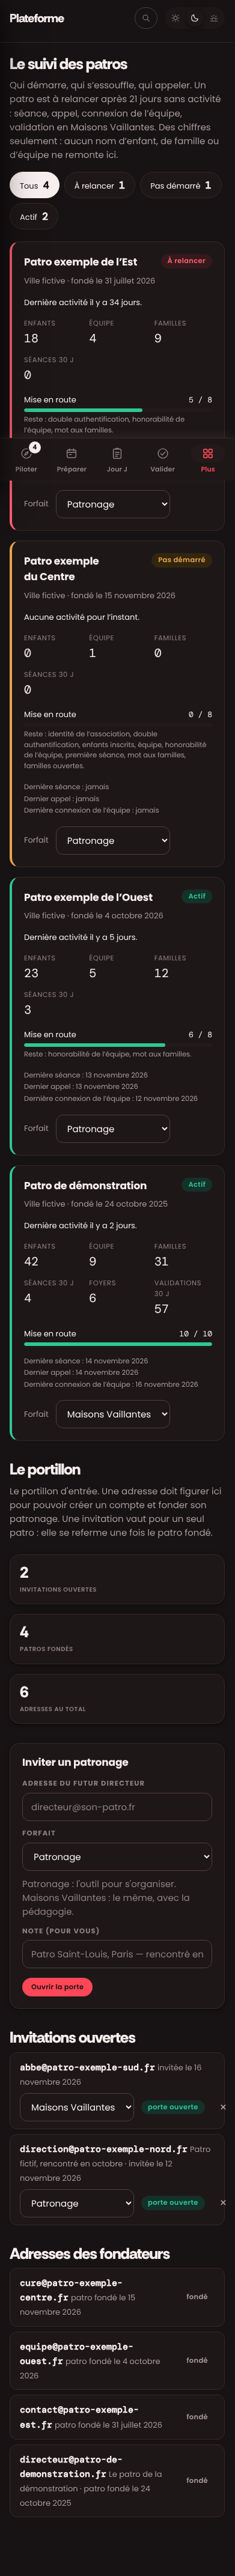 Plateforme
Le suivi des patros
Qui démarre, qui s'essouffle, qui appeler. Un
patro est à relancer après 21 jours sans activité
: séance, appel, connexion de l'équipe,
validation en Maisons Vaillantes. Des chiffres
seulement : aucun nom d'enfant, de famille ou
d'équipe ne remonte ici.
Tous 4
À relancer 1
Pas démarré 1
Actif 2
Patro exemple de l'Est
À relancer
Ville fictive · fondé le 31 juillet 2026
Dernière activité il y a 34 jours.
ENFANTS
ÉQUIPE
FAMILLES
18
4
9
SÉANCES 30 J
0
Mise en route
5 / 8
Reste : double authentification, honorabilité de
l'équipe, mot aux familles.
4
Piloter
Préparer
Jour J
Valider
Plus
Forfait
Patronage
Patro exemple
du Centre
Pas démarré
Ville fictive · fondé le 15 novembre 2026
Aucune activité pour l'instant.
ENFANTS
ÉQUIPE
FAMILLES
0
1
0
SÉANCES 30 J
0
Mise en route
0 / 8
Reste : identité de l'association, double
authentification, enfants inscrits, équipe, honorabilité
de l'équipe, première séance, mot aux familles,
familles ouvertes.
Dernière séance : jamais
Dernier appel : jamais
Dernière connexion de l'équipe : jamais
Forfait
Patronage
Patro exemple de l'Ouest
Actif
Ville fictive · fondé le 4 octobre 2026
Dernière activité il y a 5 jours.
ENFANTS
ÉQUIPE
FAMILLES
23
5
12
SÉANCES 30 J
3
Mise en route
6 / 8
Reste : honorabilité de l'équipe, mot aux familles.
Dernière séance : 13 novembre 2026
Dernier appel : 13 novembre 2026
Dernière connexion de l'équipe : 12 novembre 2026
Forfait
Patronage
Patro de démonstration
Actif
Ville fictive · fondé le 24 octobre 2025
Dernière activité il y a 2 jours.
ENFANTS
ÉQUIPE
FAMILLES
42
9
31
SÉANCES 30 J
FOYERS
VALIDATIONS
30 J
4
6
57
Mise en route
10 / 10
Dernière séance : 14 novembre 2026
Dernier appel : 14 novembre 2026
Dernière connexion de l'équipe : 16 novembre 2026
Forfait
Maisons Vaillantes
Le portillon
Le portillon d'entrée. Une adresse doit figurer ici
pour pouvoir créer un compte et fonder son
patronage. Une invitation vaut pour un seul
patro : elle se referme une fois le patro fondé.
2
INVITATIONS OUVERTES
4
PATROS FONDÉS
6
ADRESSES AU TOTAL
Inviter un patronage
ADRESSE DU FUTUR DIRECTEUR
directeur@son-patro.fr
FORFAIT
Patronage
Patronage : l'outil pour s'organiser.
Maisons Vaillantes : le même, avec la
pédagogie.
NOTE (POUR VOUS)
Patro Saint-Louis, Paris — rencontré en
Ouvrir la porte
Invitations ouvertes
abbe@patro-exemple-sud.fr invitée le 16
novembre 2026
Maisons Vaillantes
porte ouverte
×
direction@patro-exemple-nord.fr Patro
fictif, rencontré en octobre · invitée le 12
novembre 2026
Patronage
porte ouverte
×
Adresses des fondateurs
cure@patro-exemple-
centre.fr patro fondé le 15
novembre 2026
fondé
equipe@patro-exemple-
ouest.fr patro fondé le 4 octobre
2026
fondé
contact@patro-exemple-
est.fr patro fondé le 31 juillet 2026
fondé
directeur@patro-de-
demonstration.fr Le patro de la
démonstration · patro fondé le 24
octobre 2025
fondé